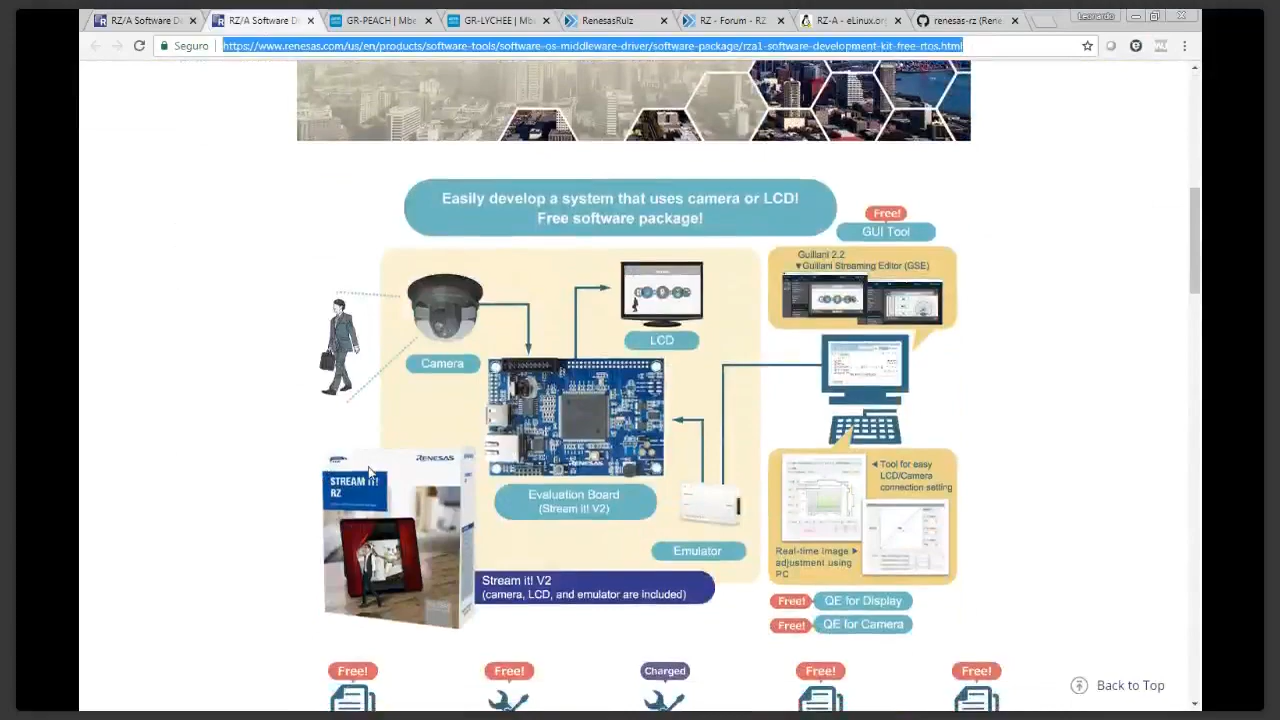 RZ/A Software D
RZ/A Software D
GR-PEACH | Mbe
GR-LYCHEE | Mb
RenesasRulz
RZ - Forum - RZ
RZ-A - eLinux.org
renesas-rz (Rene
Leonardo
Seguro
https://www.renesas.com/us/en/products/software-tools/software-os-middleware-driver/software-package/rza1-software-development-kit-free-rtos.html
Easily develop a system that uses camera or LCD!
Free software package!
Free!
GUI Tool
Guiliani 2.2
▼Guiliani Streaming Editor (GSE)
LCD
Camera
RENESAS
STREAM it!
RZ
RENESAS
Evaluation Board
(Stream it! V2)
Emulator
◀ Tool for easy
LCD/Camera
connection setting
Real-time image ▶
adjustment using
PC
Stream it! V2
(camera, LCD, and emulator are included)
Free!
QE for Display
Free!
QE for Camera
Free!
Free!
Charged
Free!
Free!
Back to Top